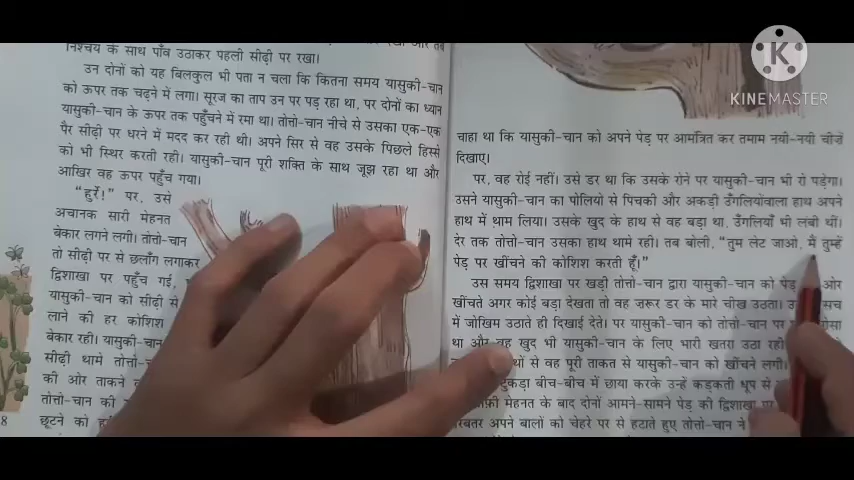 निश्चय के साथ पाँव उठाकर पहली सीढ़ी पर रखा।
उन दोनों को यह बिलकुल भी पता न चला कि कितना समय यासुकी-चान
को ऊपर तक चढ़ने में लगा। सूरज का ताप उन पर पड़ रहा था, पर दोनों का ध्यान
यासुकी-चान के ऊपर तक पहुँचने में रमा था। तोत्तो-चान नीचे से उसका एक-एक
पैर सीढ़ी पर धरने में मदद कर रही थी। अपने सिर से वह उसके पिछले हिस्से
को भी स्थिर करती रही। यासुकी-चान पूरी शक्ति के साथ जूझ रहा था और
आखिर वह ऊपर पहुँच गया।
“हुर्रे!” पर, उसे
अचानक सारी मेहनत
बेकार लगने लगी। तोत्तो-चान
तो सीढ़ी पर से छलाँग लगाकर
द्विशाखा पर पहुँच गई,
यासुकी-चान को सीढ़ी से
लाने की हर कोशिश
बेकार रही। यासुकी-चान
सीढ़ी थामे तोत्तो-
की ओर ताकने
तोत्तो-चान की
छूटने को
8
KINEMASTER
चाहा था कि यासुकी-चान को अपने पेड़ पर आमंत्रित कर तमाम नयी-नयी चीज़ें
दिखाए।
पर, वह रोई नहीं। उसे डर था कि उसके रोने पर यासुकी-चान भी रो पड़ेगा।
उसने यासुकी-चान का पोलियो से पिचकी और अकड़ी उँगलियोंवाला हाथ अपने
हाथ में थाम लिया। उसके खुद के हाथ से वह बड़ा था, उँगलियाँ भी लंबी थीं।
देर तक तोत्तो-चान उसका हाथ थामे रही। तब बोली, “तुम लेट जाओ, मैं तुम्हें
पेड़ पर खींचने की कोशिश करती हूँ।”
उस समय द्विशाखा पर खड़ी तोत्तो-चान द्वारा यासुकी-चान को पेड़ ओर
खींचते अगर कोई बड़ा देखता तो वह ज़रूर डर के मारे चीख उठता। सच
में जोखिम उठाते ही दिखाई देते। पर यासुकी-चान को तोत्तो-चान पर
था और वह खुद भी यासुकी-चान के लिए भारी खतरा उठा रही
से वह पूरी ताकत से यासुकी-चान को खींचने लगी।
टुकड़ा बीच-बीच में छाया करके उन्हें कड़कती धूप से
मेहनत के बाद दोनों आमने-सामने पेड़ की द्विशाखा पर
अपने बालों को चेहरे पर से हटाते हुए तोत्तो-चान ने